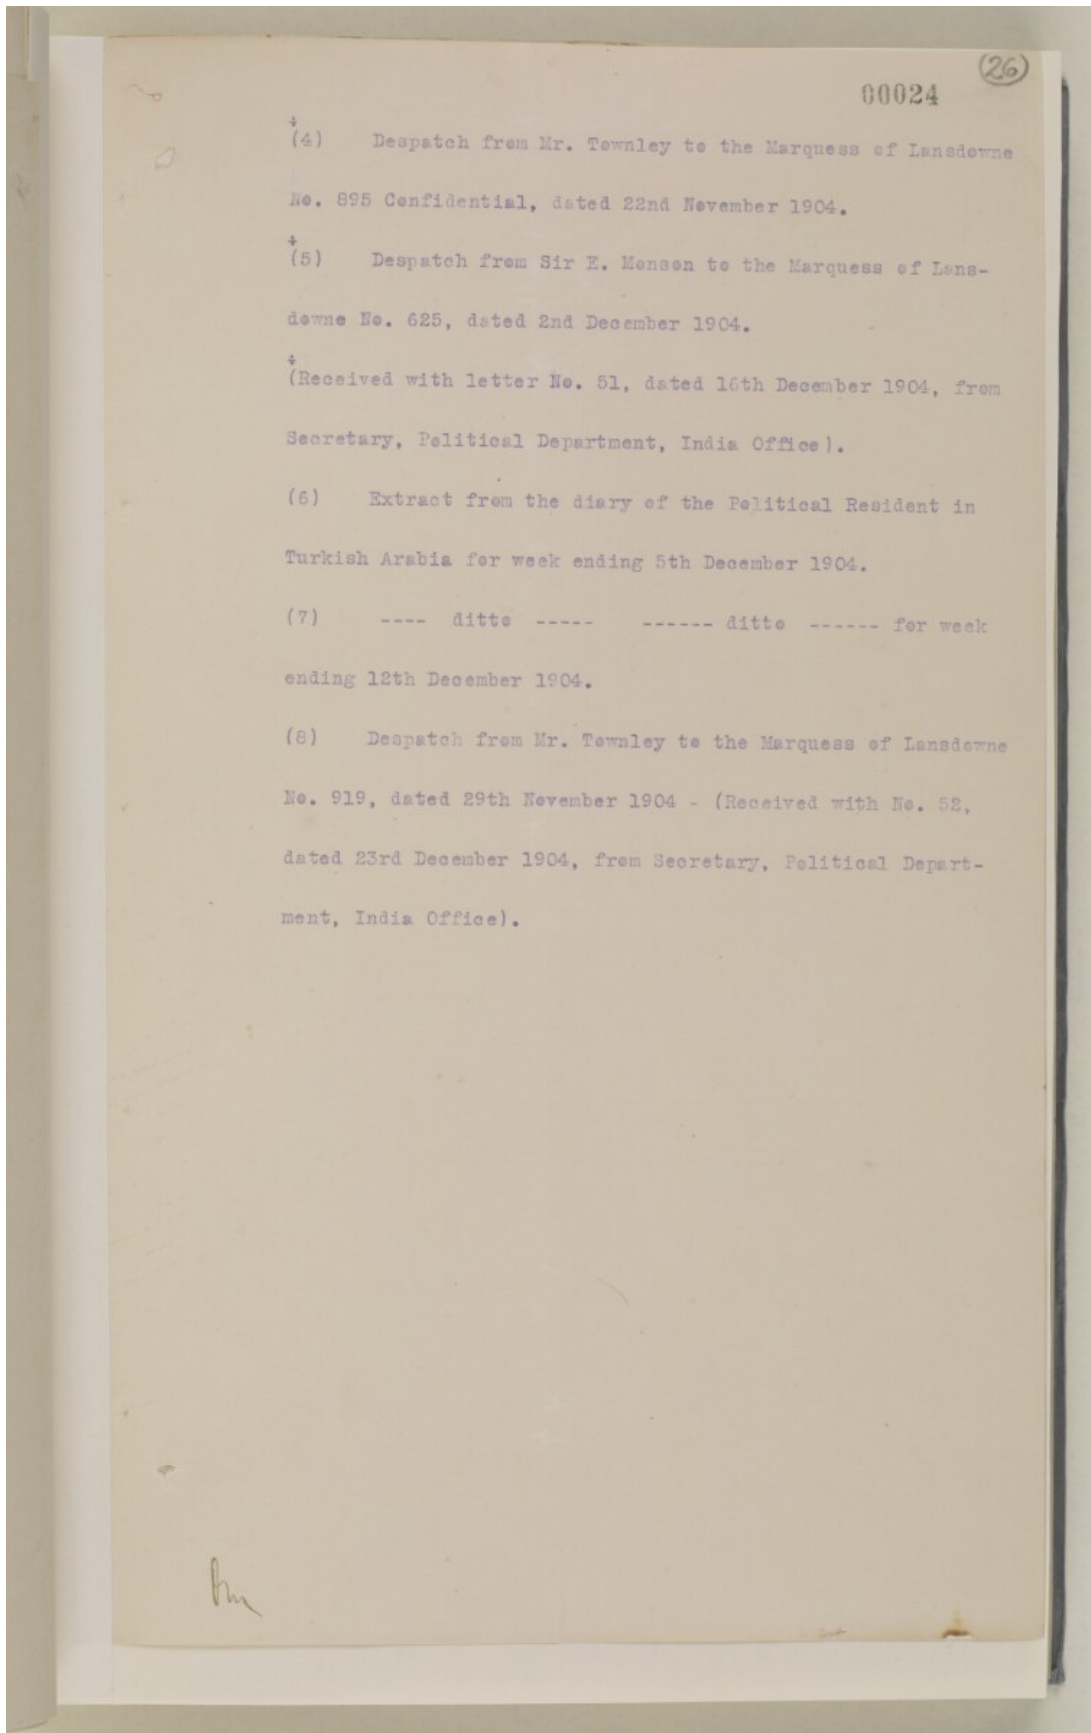 (26)
00024
(4) Despatch from Mr. Townley to the Marquess of Lansdowne
No. 895 Confidential, dated 22nd November 1904.
(5) Despatch from Sir E. Monson to the Marquess of Lans-
downe No. 625, dated 2nd December 1904.
(Received with letter No. 51, dated 16th December 1904, from
Secretary, Political Department, India Office).
(6) Extract from the diary of the Political Resident in
Turkish Arabia for week ending 5th December 1904.
(7) ---- ditto ----- ------ ditto ------ for week
ending 12th December 1904.
(8) Despatch from Mr. Townley to the Marquess of Lansdowne
No. 919, dated 29th November 1904 - (Received with No. 52,
dated 23rd December 1904, from Secretary, Political Depart-
ment, India Office).